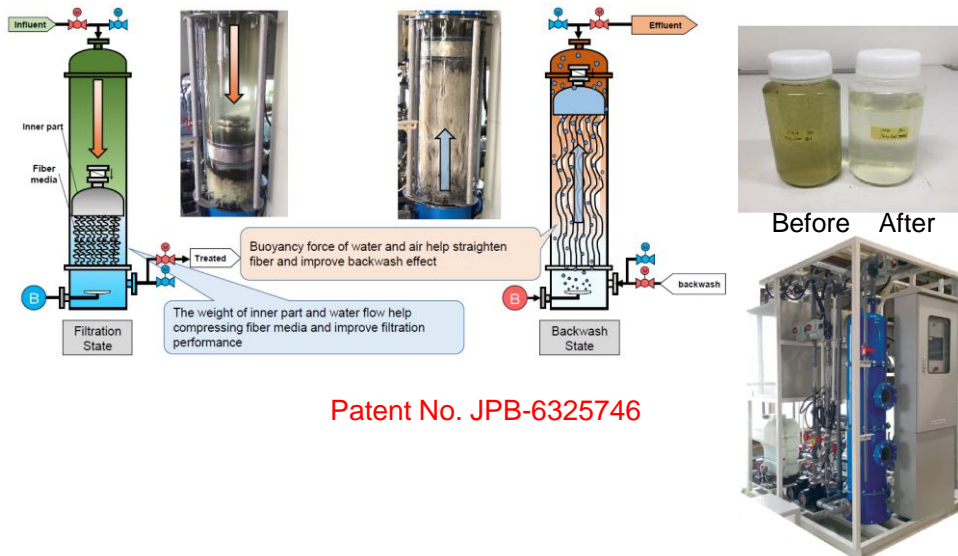 Influent
M
M
M
M
Effluent
Inner part
Fiber
media
Before After
Buoyancy force of water and air help straighten
fiber and improve backwash effect
M
Treated
M
M
M
backwash
B
B
The weight of inner part and water flow help
compressing fiber media and improve filtration
performance
Filtration
State
Backwash
State
Patent No. JPB-6325746